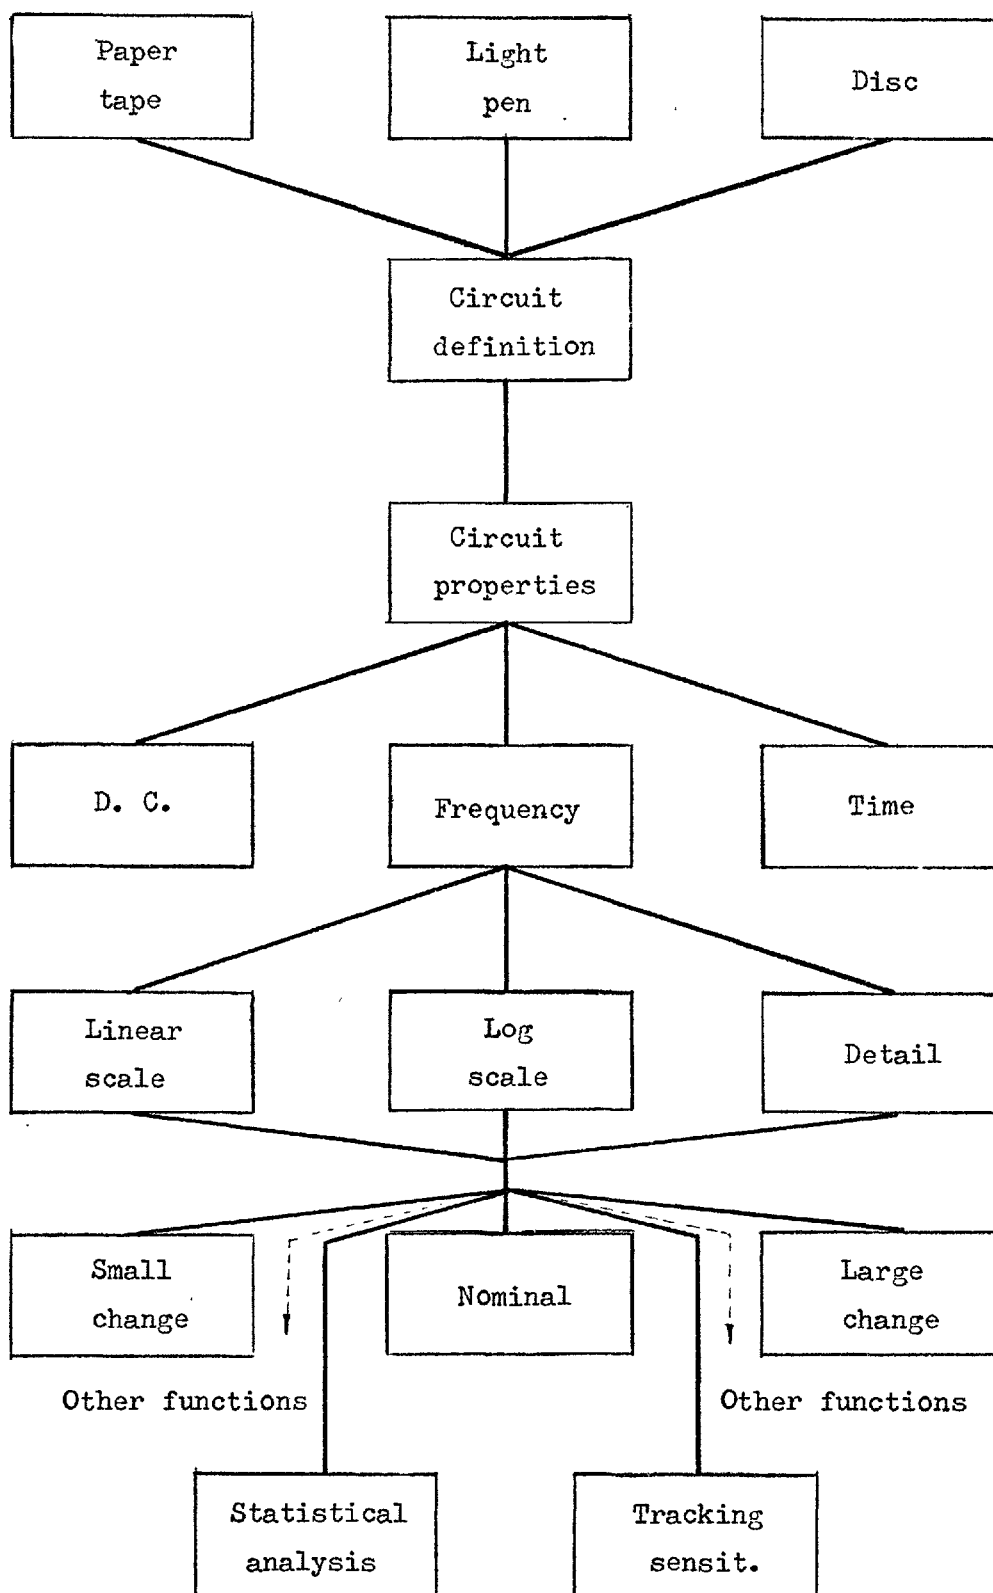 Paper
tape
Light
pen
Disc
Circuit
definition
Circuit
properties
D. C.
Frequency
Time
Linear
scale
Log
scale
Detail
Small
change
Nominal
Large
change
Other functions
Other functions
Statistical
analysis
Tracking
sensit.